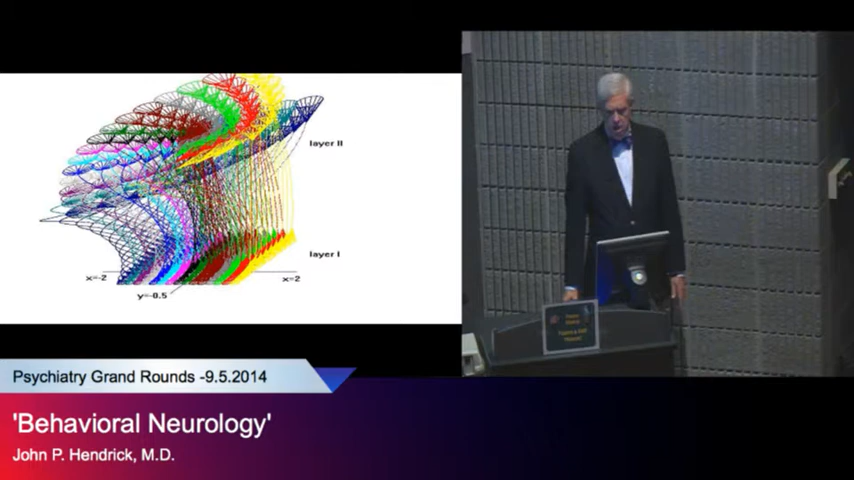 layer II
layer I
x=-2
x=2
y=-0.5
Psychiatry Grand Rounds -9.5.2014
'Behavioral Neurology'
John P. Hendrick, M.D.